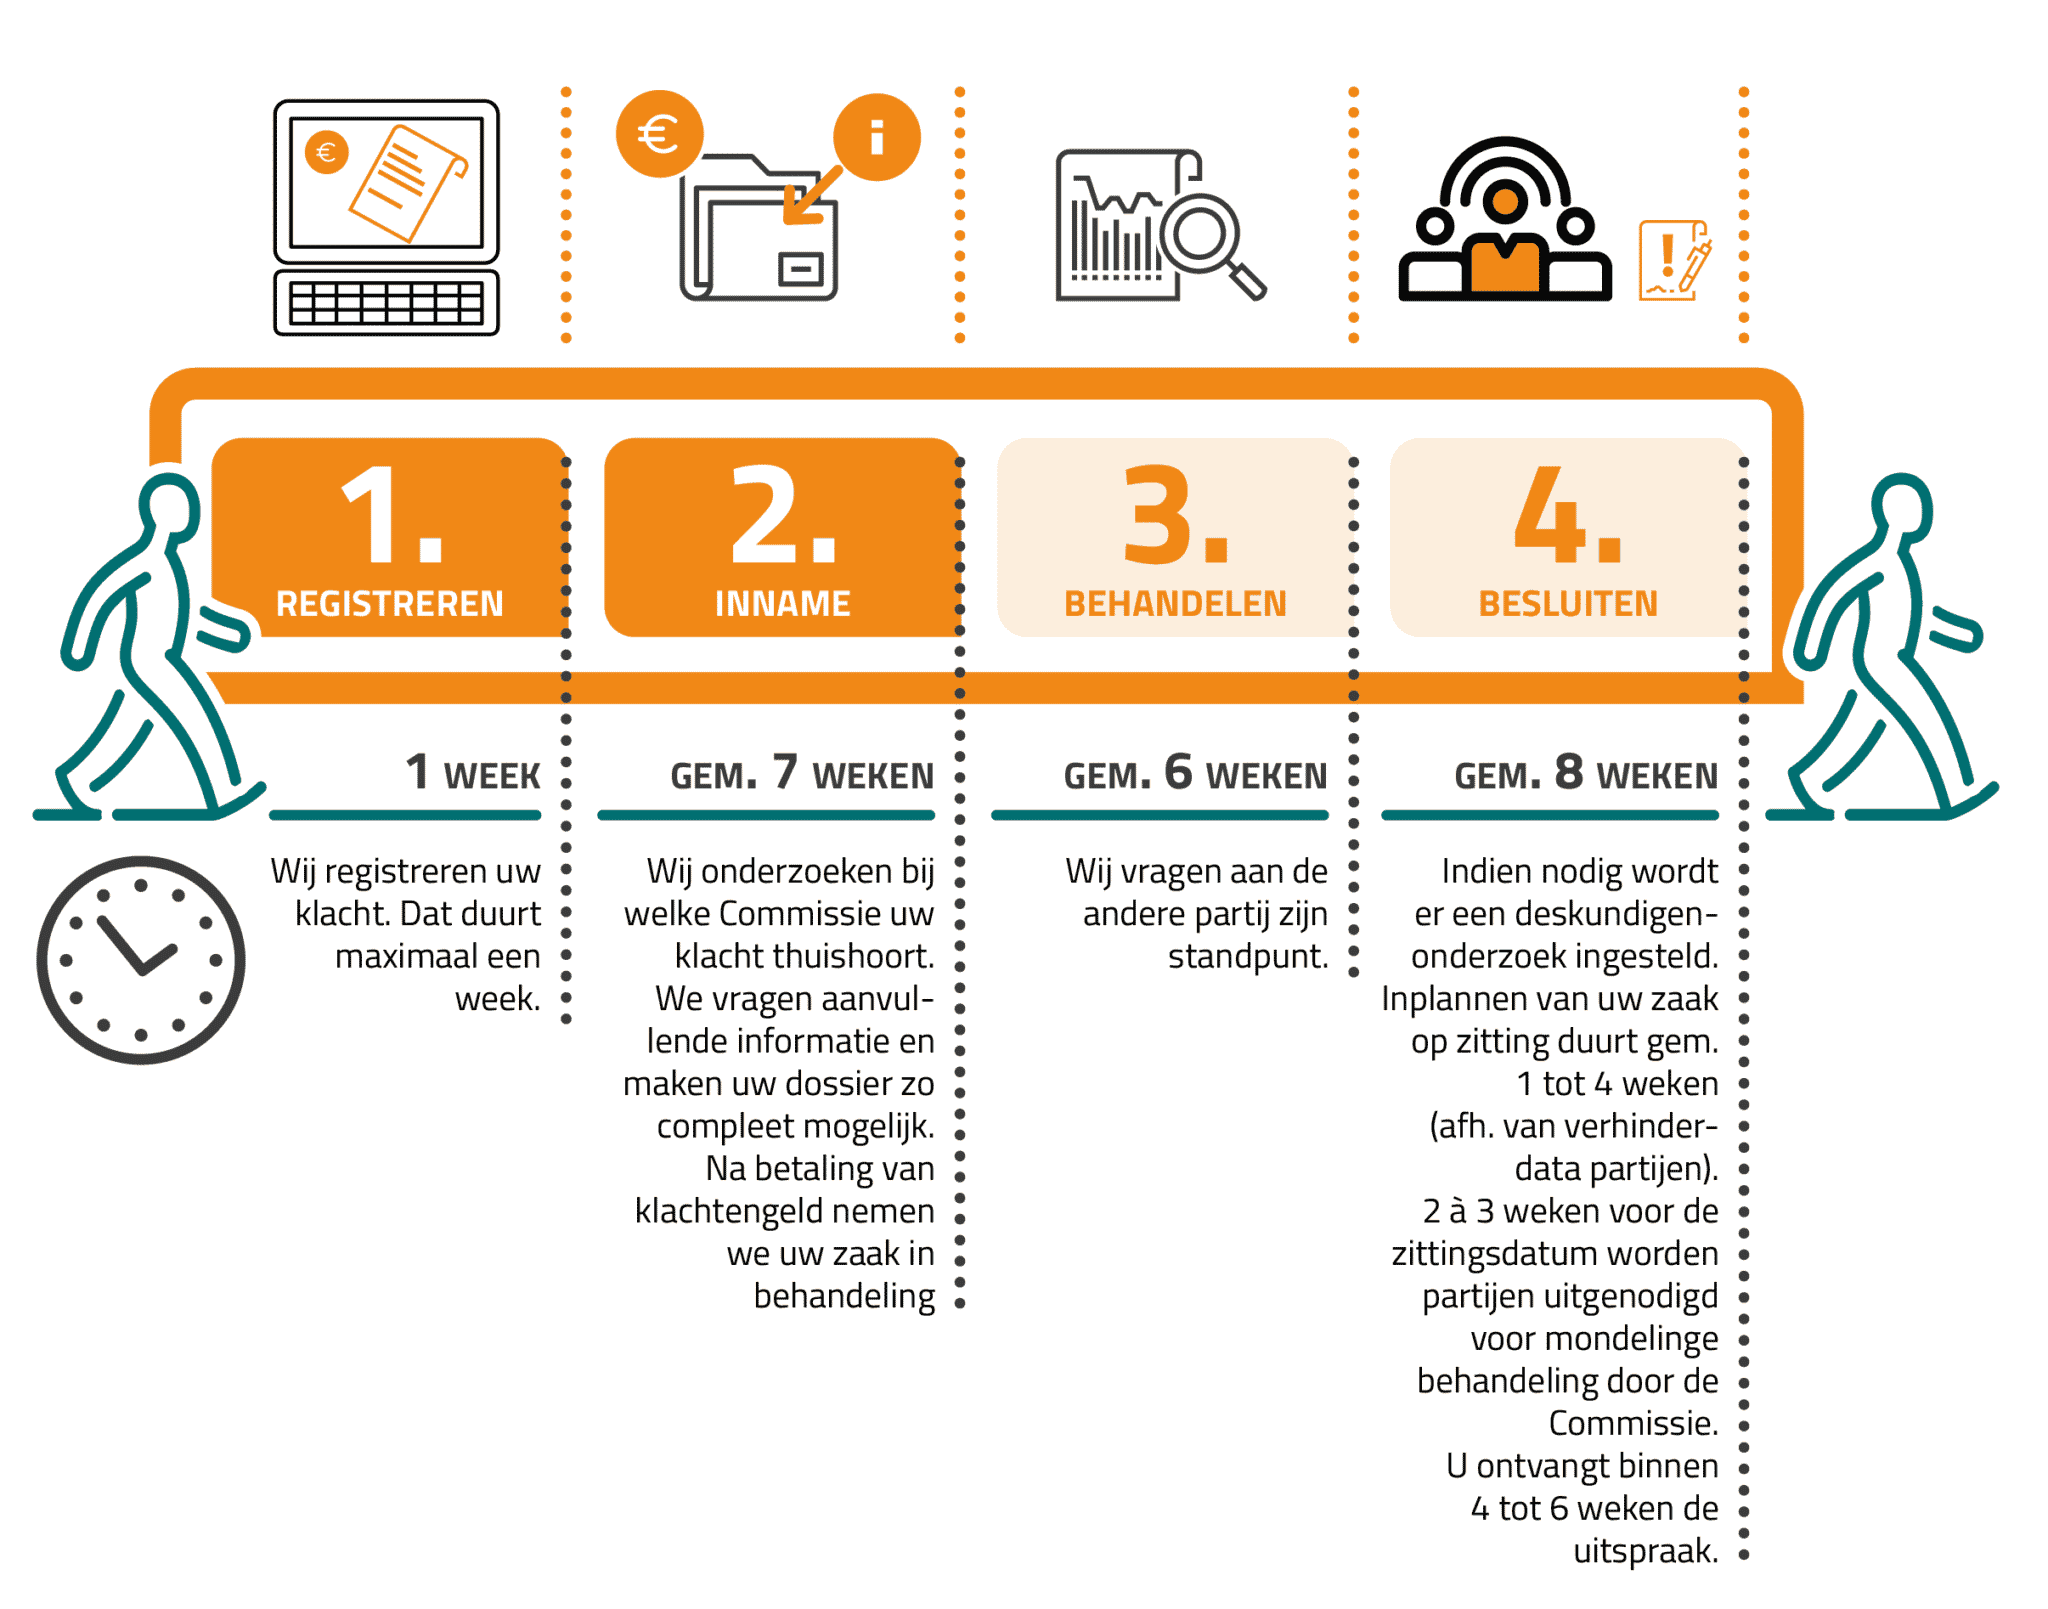 €
€
i
!
1.
REGISTREREN
1 WEEK
Wij registreren uw
klacht. Dat duurt
maximaal een
week.
2.
INNAME
GEM. 7 WEKEN
Wij onderzoeken bij
welke Commissie uw
klacht thuishoort.
We vragen aanvul-
lende informatie en
maken uw dossier zo
compleet mogelijk.
Na betaling van
klachtengeld nemen
we uw zaak in
behandeling
3.
BEHANDELEN
GEM. 6 WEKEN
Wij vragen aan de
andere partij zijn
standpunt.
4.
BESLUITEN
GEM. 8 WEKEN
Indien nodig wordt
er een deskundigen-
onderzoek ingesteld.
Inplannen van uw zaak
op zitting duurt gem.
1 tot 4 weken
(afh. van verhinder-
data partijen).
2 à 3 weken voor de
zittingsdatum worden
partijen uitgenodigd
voor mondelinge
behandeling door de
Commissie.
U ontvangt binnen
4 tot 6 weken de
uitspraak.